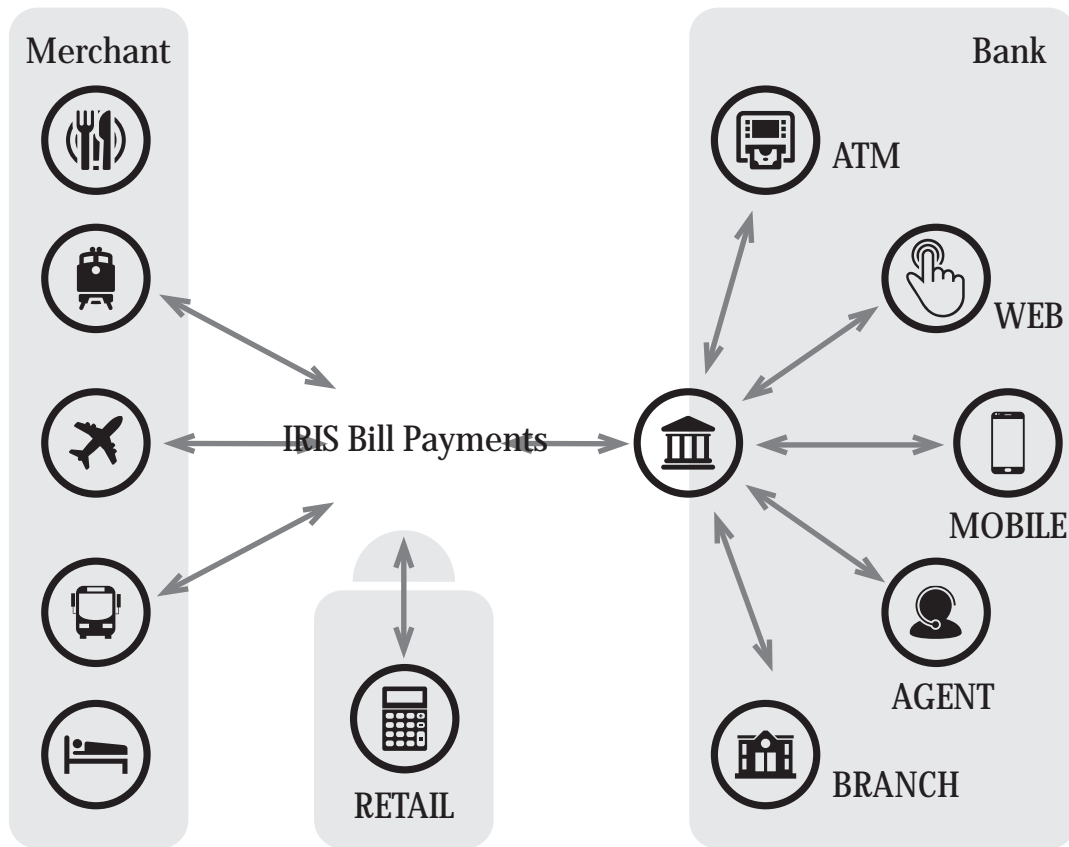 Merchant
Bank
ATM
WEB
IRIS Bill Payments
MOBILE
AGENT
BRANCH
RETAIL